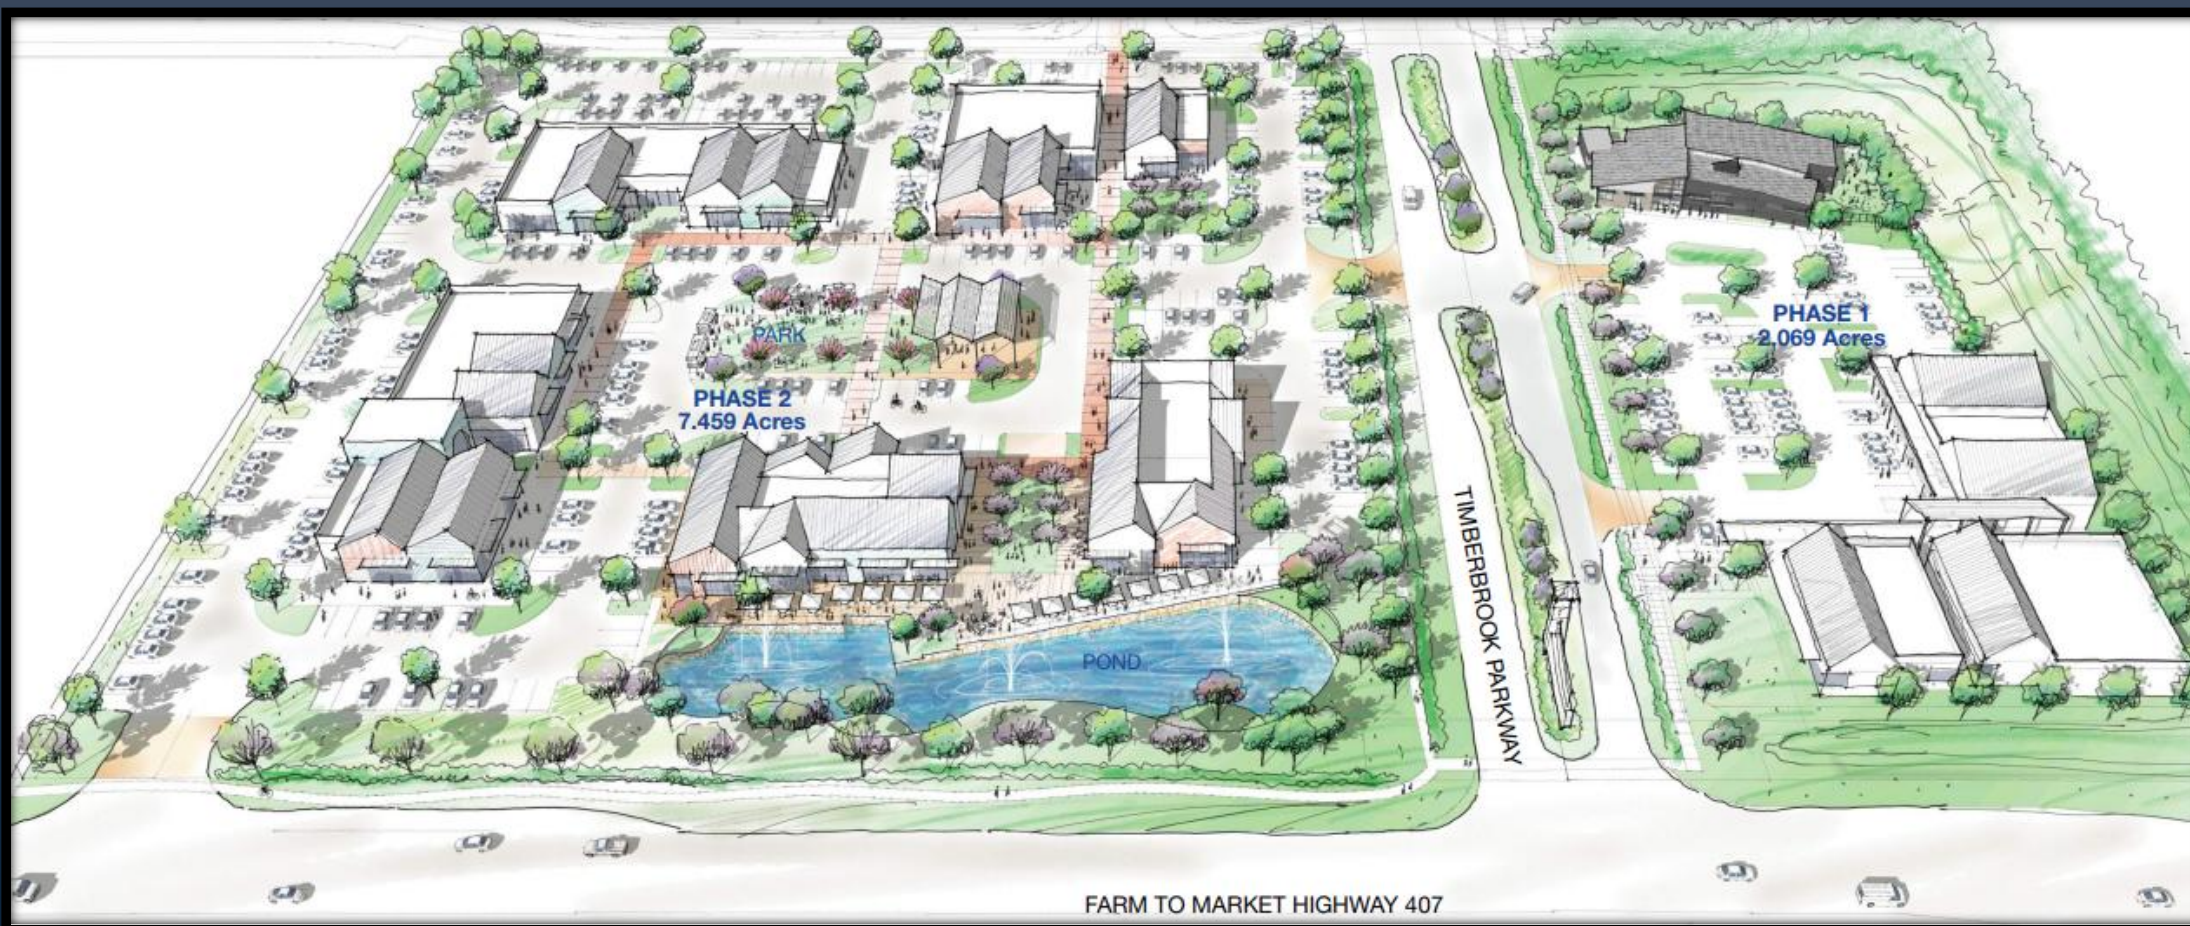 PHASE 1
2.069 Acres
PARK
PHASE 2
7.459 Acres
TIMBERBROOK PARKWAY
POND
FARM TO MARKET HIGHWAY 407